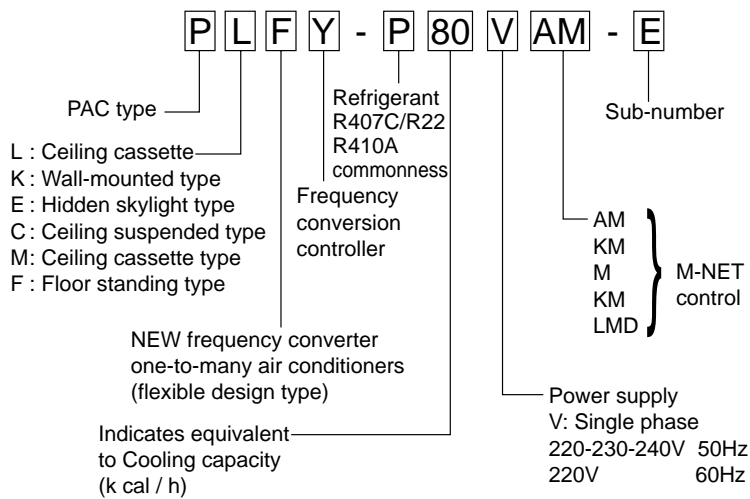 PLFY-P80VAM-E
PAC type
L : Ceiling cassette
K : Wall-mounted type
E : Hidden skylight type
C : Ceiling suspended type
M: Ceiling cassette type
F : Floor standing type
Refrigerant
R407C/R22
R410A
commonness
Frequency
conversion
controller
Sub-number
AM
KM
M
KM
LMD
M-NET
control
NEW frequency converter
one-to-many air conditioners
(flexible design type)
Indicates equivalent
to Cooling capacity
(k cal / h)
Power supply
V: Single phase
220-230-240V 50Hz
220V 60Hz